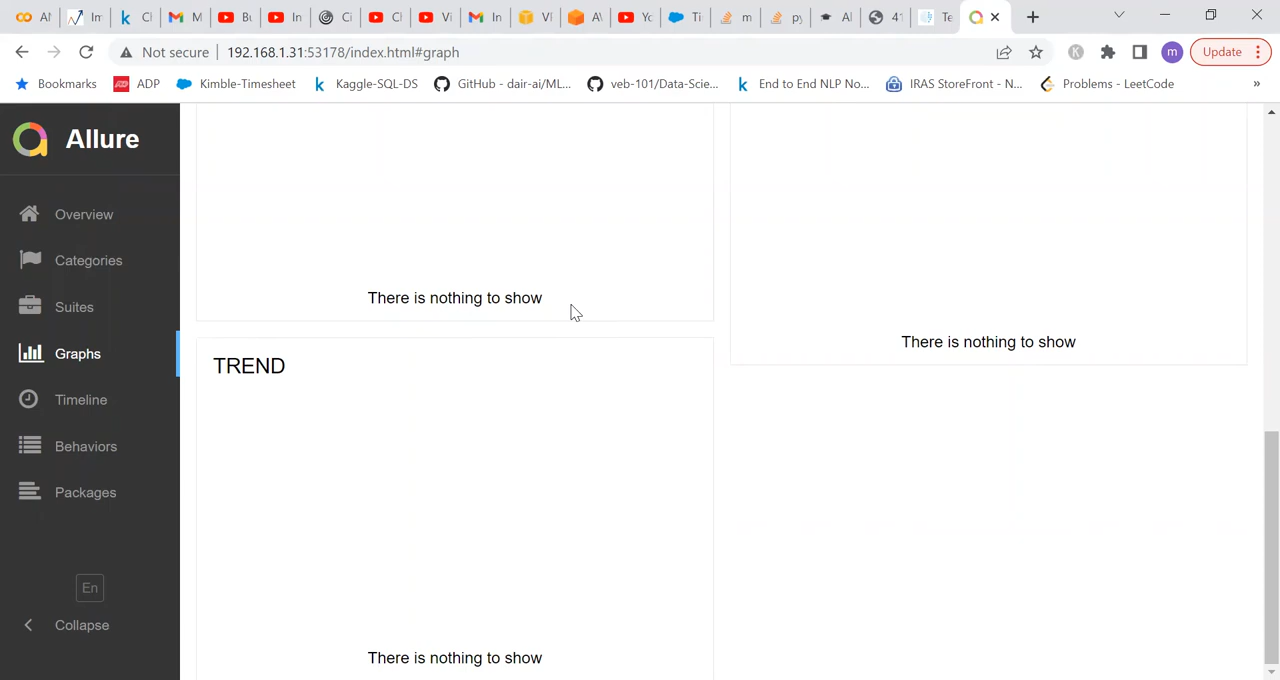 Not secure
192.168.1.31:53178/index.html#graph
m
Update
Bookmarks
ADP
Kimble-Timesheet
Kaggle-SQL-DS
GitHub - dair-ai/ML...
veb-101/Data-Scie...
End to End NLP No...
IRAS StoreFront - N...
Problems - LeetCode
»
Allure
Overview
Categories
Suites
Graphs
Timeline
Behaviors
Packages
En
Collapse
There is nothing to show
There is nothing to show
TREND
There is nothing to show